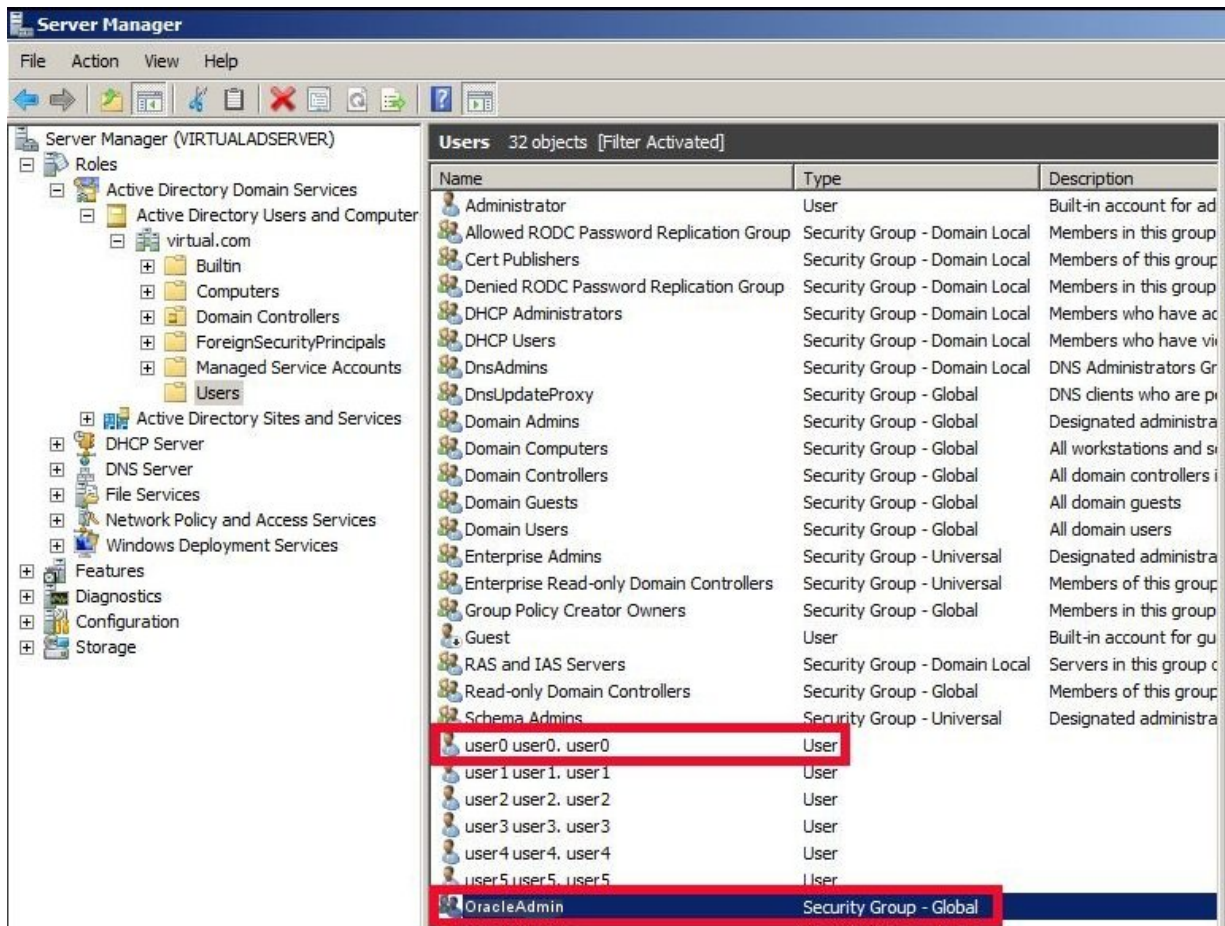 Server Manager
File Action View Help
Server Manager (VIRTUALADSERVER)
Roles
Active Directory Domain Services
Active Directory Users and Computer
virtual.com
Builtin
Computers
Domain Controllers
ForeignSecurityPrincipals
Managed Service Accounts
Users
Active Directory Sites and Services
DHCP Server
DNS Server
File Services
Network Policy and Access Services
Windows Deployment Services
Features
Diagnostics
Configuration
Storage
Users 32 objects [Filter Activated]
Name Type Description
Administrator User Built-in account for ad
Allowed RODC Password Replication Group Security Group - Domain Local Members in this group
Cert Publishers Security Group - Domain Local Members of this group
Denied RODC Password Replication Group Security Group - Domain Local Members in this group
DHCP Administrators Security Group - Domain Local Members who have ad
DHCP Users Security Group - Domain Local Members who have vi
DnsAdmins Security Group - Domain Local DNS Administrators Gr
DnsUpdateProxy Security Group - Global DNS clients who are p
Domain Admins Security Group - Global Designated administra
Domain Computers Security Group - Global All workstations and s
Domain Controllers Security Group - Global All domain controllers i
Domain Guests Security Group - Global All domain guests
Domain Users Security Group - Global All domain users
Enterprise Admins Security Group - Universal Designated administra
Enterprise Read-only Domain Controllers Security Group - Universal Members of this group
Group Policy Creator Owners Security Group - Global Members in this group
Guest User Built-in account for gu
RAS and IAS Servers Security Group - Domain Local Servers in this group c
Read-only Domain Controllers Security Group - Global Members of this group
Schema Admins Security Group - Universal Designated administra
user0 user0. user0 User
user1 user1. user1 User
user2 user2. user2 User
user3 user3. user3 User
user4 user4. user4 User
user5 user5. user5 User
OracleAdmin Security Group - Global